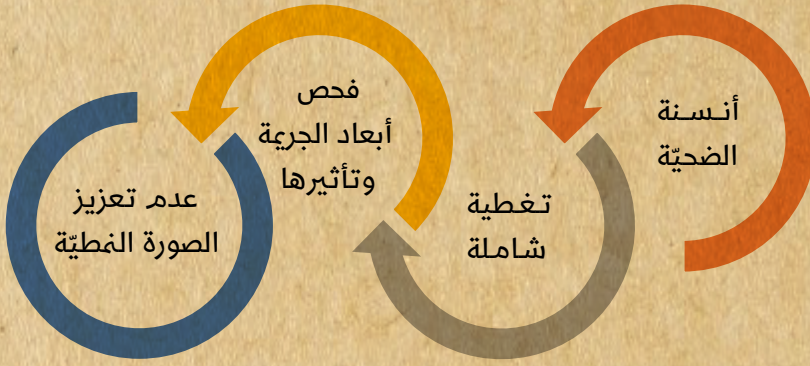 أنسنة
الضحيّة
تغطية
شاملة
فحص
أبعاد الجريمة
وتأثيرها
عدم تعزيز
الصورة النمطيّة